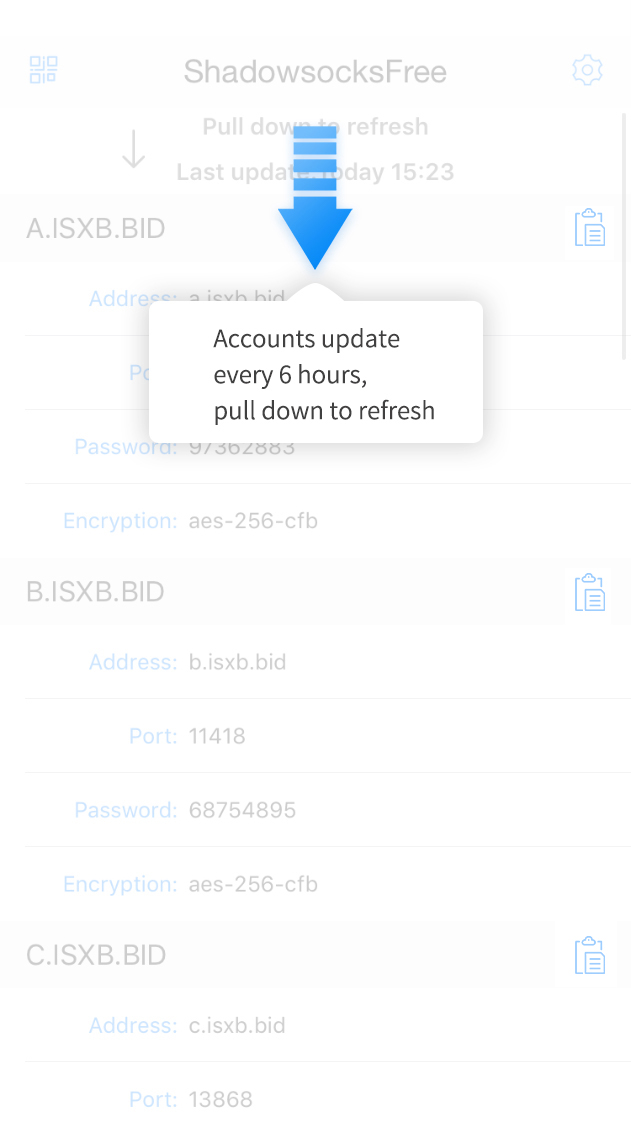 ShadowsocksFree
Pull down to refresh
Last update:Today 15:23
A.ISXB.BID
Address: a.isxb.bid
Accounts update
every 6 hours,
pull down to refresh
Password: 97362883
Encryption: aes-256-cfb
B.ISXB.BID
Address: b.isxb.bid
Port: 11418
Password: 68754895
Encryption: aes-256-cfb
C.ISXB.BID
Address: c.isxb.bid
Port: 13868